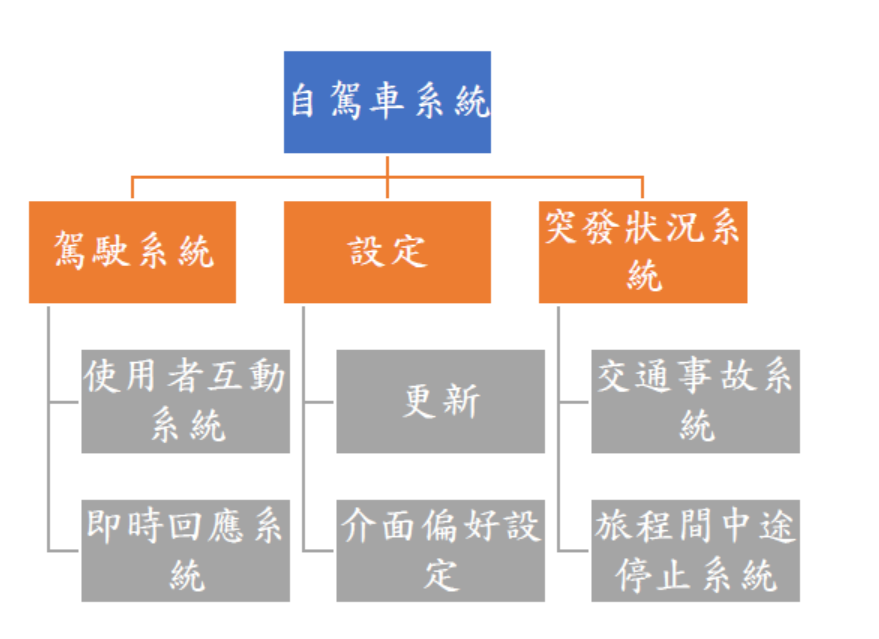 自駕車系統
駕駛系統
設定
突發狀況系
統
使用者互動
系統
更新
交通事故系
統
即時回應系
統
介面偏好設
定
旅程間中途
停止系統